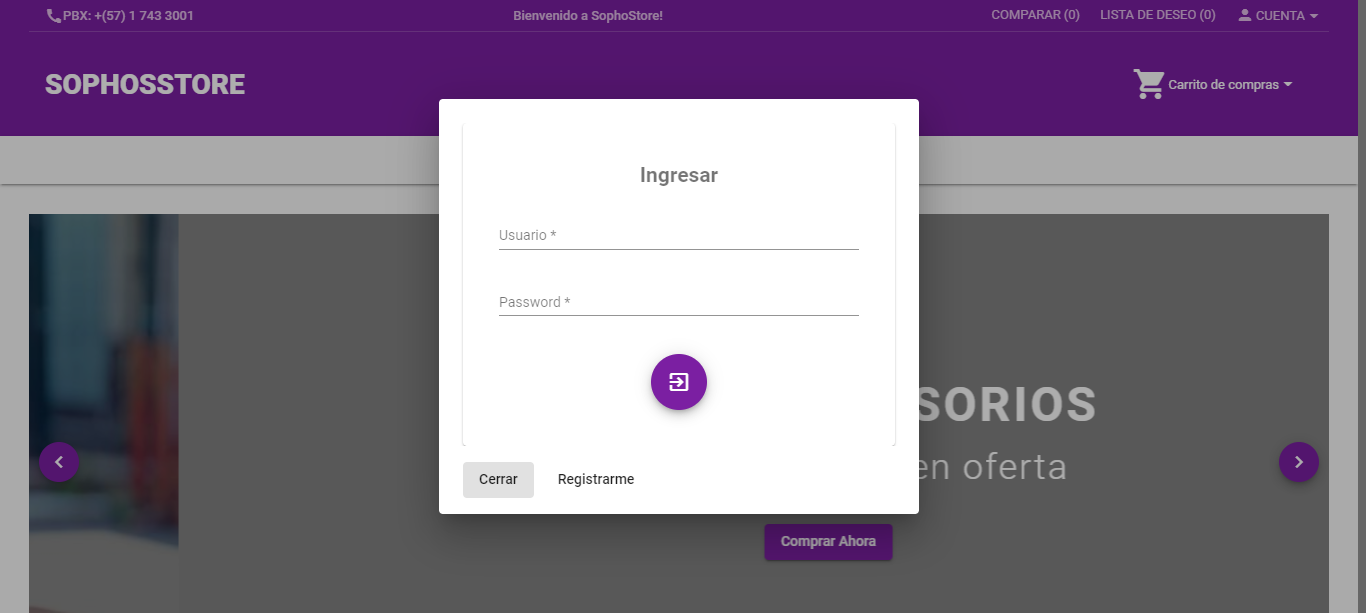 PBX: +(57) 1 743 3001
Bienvenido a SophoStore!
COMPARAR (0)
LISTA DE DESEO (0)
CUENTA
SOPHOSSTORE
Carrito de compras
Ingresar
Usuario *
Password *
SORIOS
en oferta
Cerrar
Registrarme
Comprar Ahora